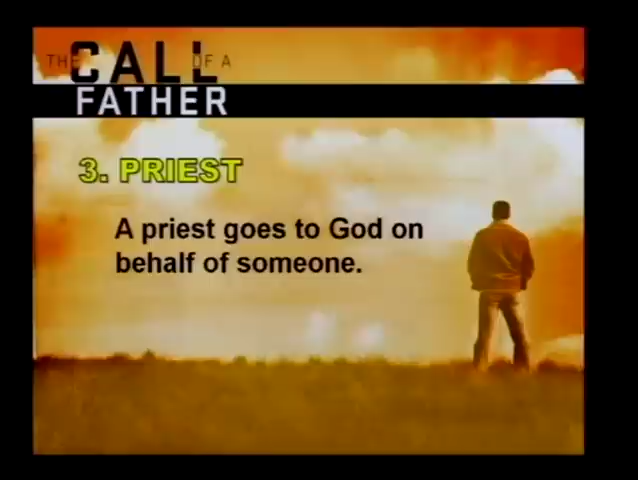 THE CALL OF A
FATHER
3. PRIEST
A priest goes to God on
behalf of someone.